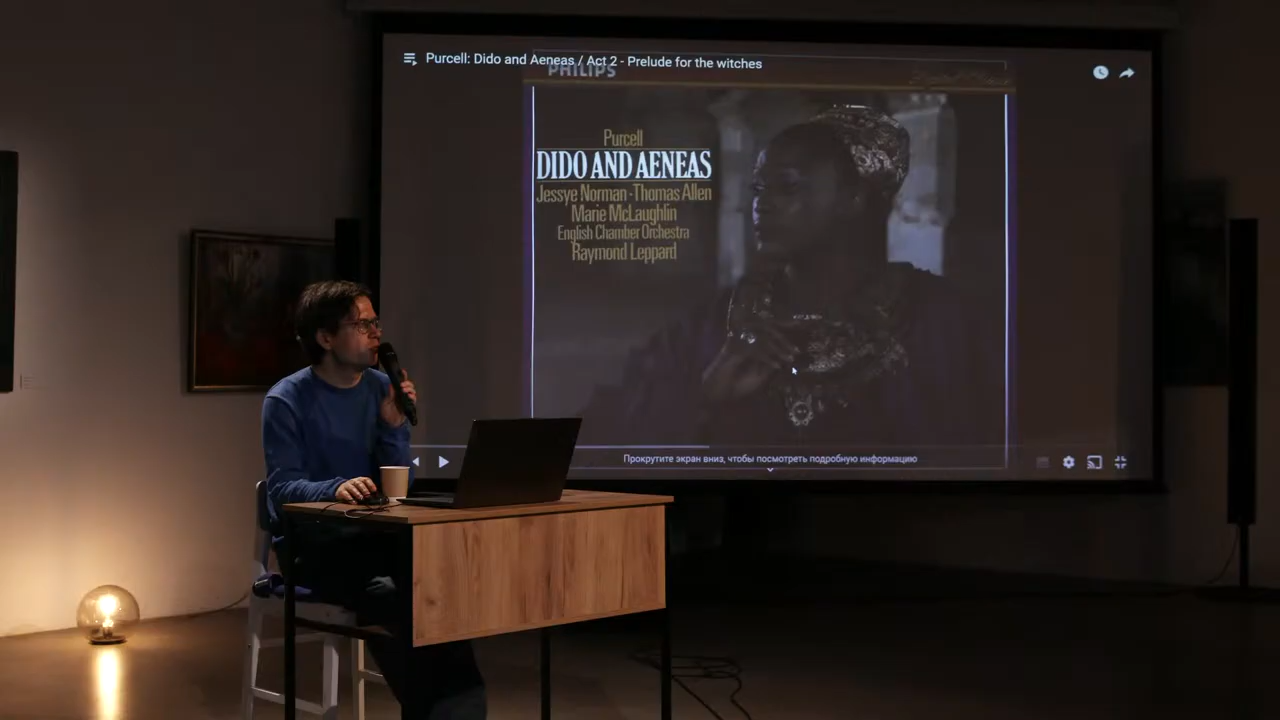 Purcell: Dido and Aeneas / Act 2 - Prelude for the witches
PHILIPS
Purcell
DIDO AND AENEAS
Jessye Norman · Thomas Allen
Marie McLaughlin
English Chamber Orchestra
Raymond Leppard
Прокрутите экран вниз, чтобы посмотреть подробную информацию